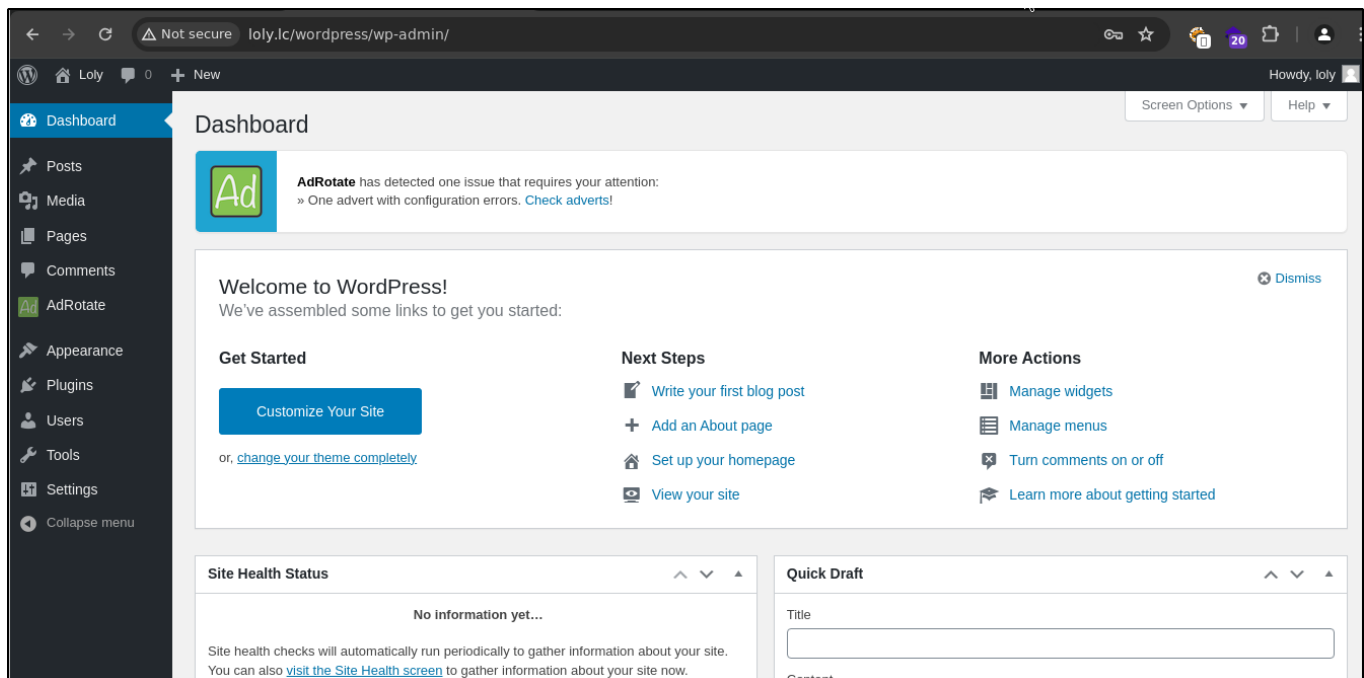 Not secure loly.lc/wordpress/wp-admin/
20
Loly 0 New
Howdy, loly
Dashboard
Posts
Media
Pages
Comments
Ad AdRotate
Appearance
Plugins
Users
Tools
Settings
Collapse menu
Screen Options ▼ Help ▼
Dashboard
Ad
AdRotate has detected one issue that requires your attention:
» One advert with configuration errors. Check adverts!
Welcome to WordPress!
Dismiss
We’ve assembled some links to get you started:
Get Started
Customize Your Site
or, change your theme completely
Next Steps
Write your first blog post
Add an About page
Set up your homepage
View your site
More Actions
Manage widgets
Manage menus
Turn comments on or off
Learn more about getting started
Site Health Status
No information yet…
Site health checks will automatically run periodically to gather information about your site.
You can also visit the Site Health screen to gather information about your site now.
Quick Draft
Title
Content